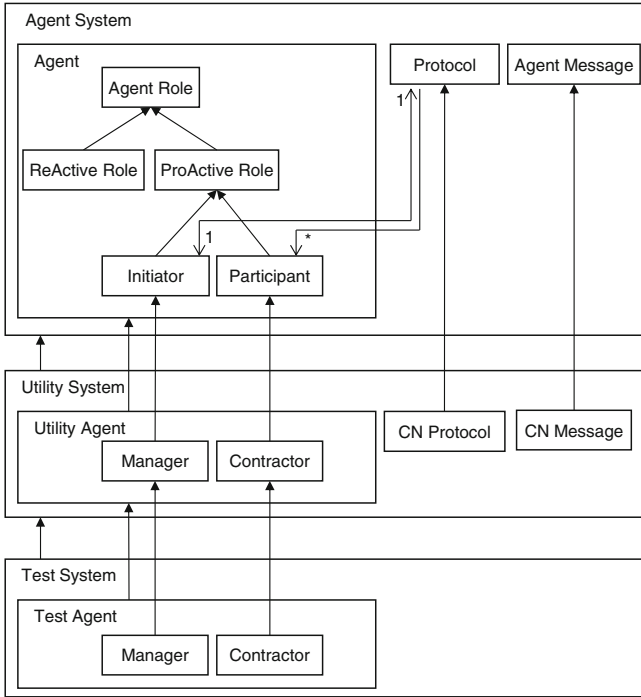 Agent System
Agent
Protocol
Agent Message
Agent Role
1
ReActive Role
ProActive Role
1
*
Initiator
Participant
Utility System
Utility Agent
CN Protocol
CN Message
Manager
Contractor
Test System
Test Agent
Manager
Contractor